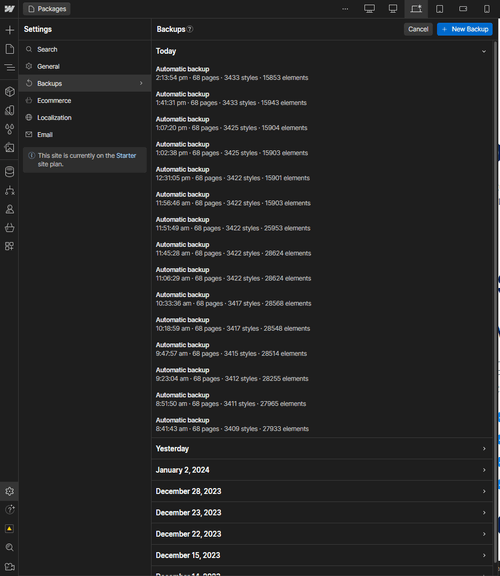 Packages
Settings
Search
General
Backups
Ecommerce
Localization
Email
This site is currently on the Starter
site plan.
Backups
Cancel
+ New Backup
Today
Automatic backup
2:13:54 pm · 68 pages · 3433 styles · 15853 elements
Automatic backup
1:41:31 pm · 68 pages · 3433 styles · 15943 elements
Automatic backup
1:07:20 pm · 68 pages · 3425 styles · 15904 elements
Automatic backup
1:02:38 pm · 68 pages · 3425 styles · 15903 elements
Automatic backup
12:31:05 pm · 68 pages · 3422 styles · 15901 elements
Automatic backup
11:56:46 am · 68 pages · 3422 styles · 15903 elements
Automatic backup
11:51:49 am · 68 pages · 3422 styles · 25953 elements
Automatic backup
11:45:28 am · 68 pages · 3422 styles · 28624 elements
Automatic backup
11:06:29 am · 68 pages · 3422 styles · 28624 elements
Automatic backup
10:33:36 am · 68 pages · 3417 styles · 28568 elements
Automatic backup
10:18:59 am · 68 pages · 3417 styles · 28548 elements
Automatic backup
9:47:57 am · 68 pages · 3415 styles · 28514 elements
Automatic backup
9:23:04 am · 68 pages · 3412 styles · 28255 elements
Automatic backup
8:51:50 am · 68 pages · 3411 styles · 27965 elements
Automatic backup
8:41:43 am · 68 pages · 3409 styles · 27933 elements
Yesterday
January 2, 2024
December 28, 2023
December 23, 2023
December 22, 2023
December 15, 2023